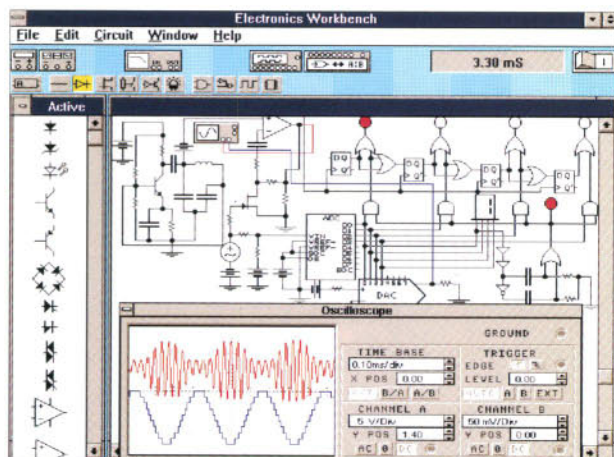 Electronics Workbench
File Edit Circuit Window Help
3.30 mS
Active
ADC
DAC
D Q
Q'
D Q
Q'
D Q
Q'
D Q
Q'
Oscilloscope
GROUND
TIME BASE
0.10ms/div
X POS 0.00
B/A A/B
TRIGGER
EDGE
LEVEL 0.00
A B EXT
CHANNEL A
5 V/Div
Y POS 1.40
AC 0 DC
CHANNEL B
50 mV/Div
Y POS 0.00
AC 0 DC